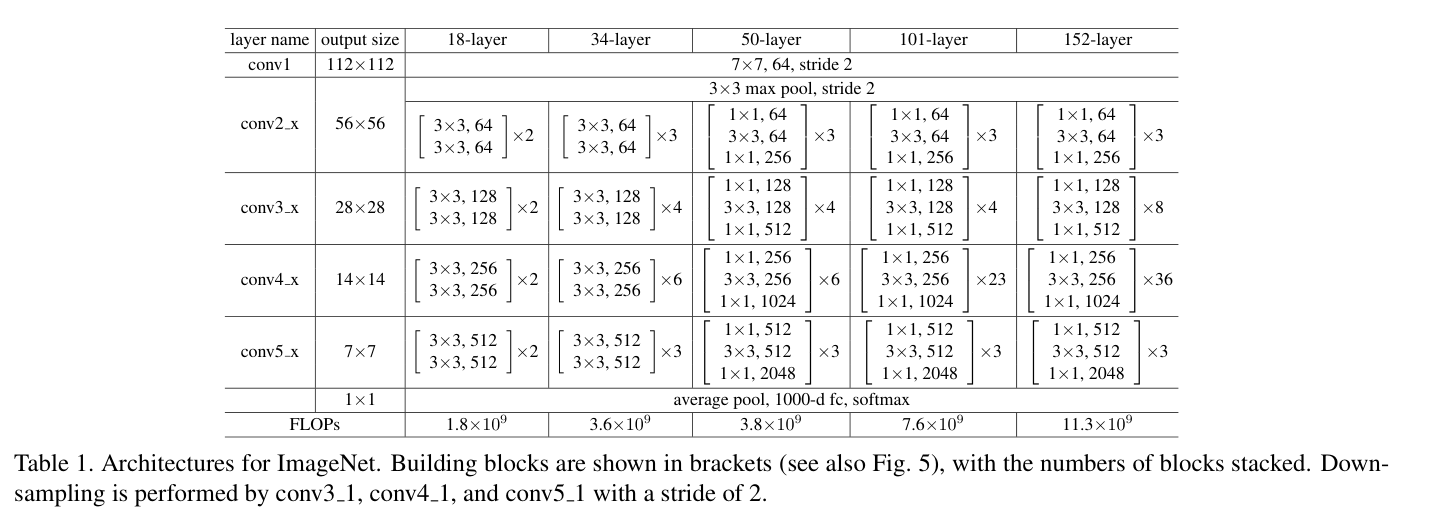 layer name output size 18-layer 34-layer 50-layer 101-layer 152-layer
conv1 112×112 7×7, 64, stride 2
3×3 max pool, stride 2
conv2_x 56×56 [3×3, 64 3×3, 64]×2 [3×3, 64 3×3, 64]×3 [1×1, 64 3×3, 64 1×1, 256]×3 [1×1, 64 3×3, 64 1×1, 256]×3 [1×1, 64 3×3, 64 1×1, 256]×3
conv3_x 28×28 [3×3, 128 3×3, 128]×2 [3×3, 128 3×3, 128]×4 [1×1, 128 3×3, 128 1×1, 512]×4 [1×1, 128 3×3, 128 1×1, 512]×4 [1×1, 128 3×3, 128 1×1, 512]×8
conv4_x 14×14 [3×3, 256 3×3, 256]×2 [3×3, 256 3×3, 256]×6 [1×1, 256 3×3, 256 1×1, 1024]×6 [1×1, 256 3×3, 256 1×1, 1024]×23 [1×1, 256 3×3, 256 1×1, 1024]×36
conv5_x 7×7 [3×3, 512 3×3, 512]×2 [3×3, 512 3×3, 512]×3 [1×1, 512 3×3, 512 1×1, 2048]×3 [1×1, 512 3×3, 512 1×1, 2048]×3 [1×1, 512 3×3, 512 1×1, 2048]×3
1×1 average pool, 1000-d fc, softmax
FLOPs 1.8×10⁹ 3.6×10⁹ 3.8×10⁹ 7.6×10⁹ 11.3×10⁹
Table 1. Architectures for ImageNet. Building blocks are shown in brackets (see also Fig. 5), with the numbers of blocks stacked. Down-
sampling is performed by conv3_1, conv4_1, and conv5_1 with a stride of 2.